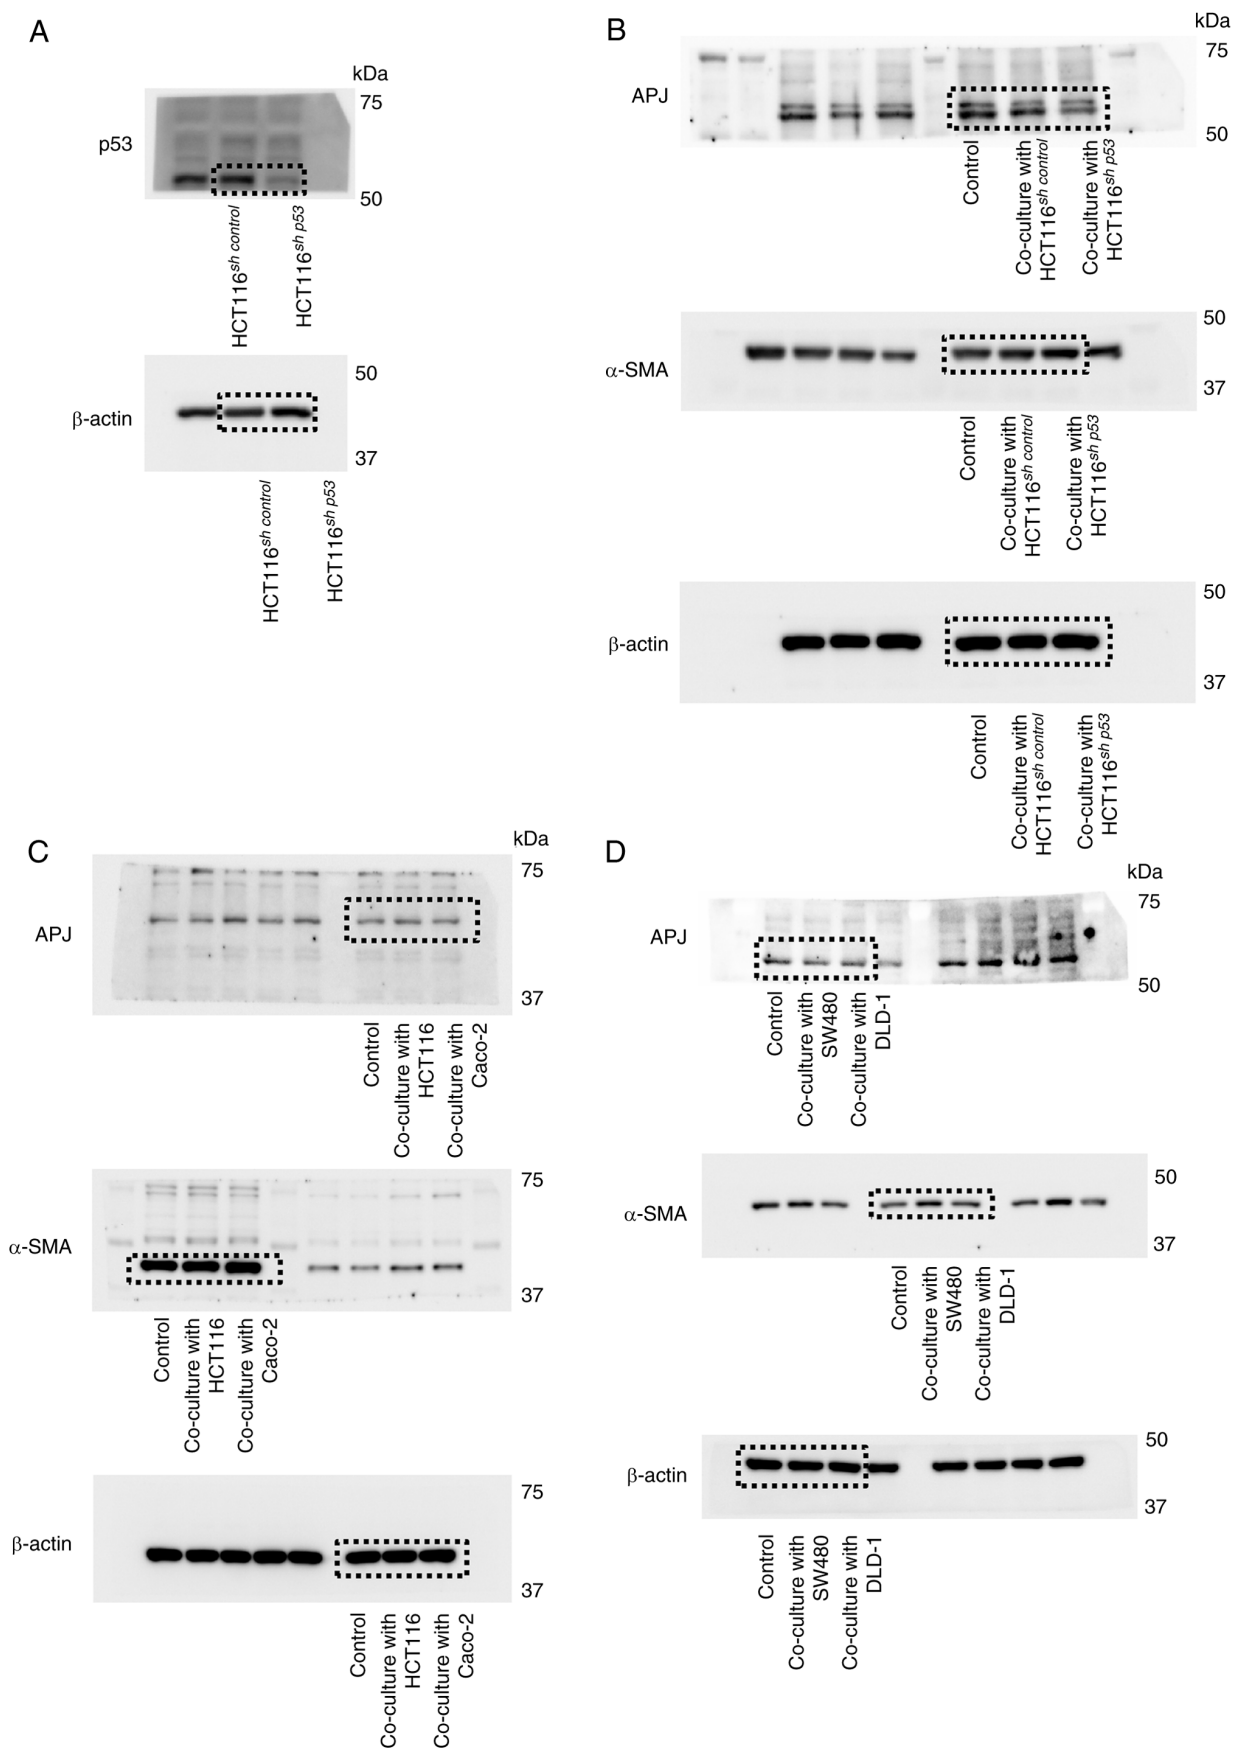 A
kDa
75
p53
50
HCT116sh control
HCT116sh p53
50
β-actin
37
HCT116sh control
HCT116sh p53
B
kDa
75
APJ
50
Control
Co-culture with
HCT116sh control
Co-culture with
HCT116sh p53
50
α-SMA
37
Control
Co-culture with
HCT116sh control
Co-culture with
HCT116sh p53
50
β-actin
37
Control
Co-culture with
HCT116sh control
Co-culture with
HCT116sh p53
C
kDa
75
APJ
37
Control
Co-culture with
HCT116
Co-culture with
Caco-2
75
α-SMA
37
Control
Co-culture with
HCT116
Co-culture with
Caco-2
75
β-actin
37
Control
Co-culture with
HCT116
Co-culture with
Caco-2
D
kDa
75
APJ
50
Control
Co-culture with
SW480
Co-culture with
DLD-1
50
α-SMA
37
Control
Co-culture with
SW480
Co-culture with
DLD-1
50
β-actin
37
Control
Co-culture with
SW480
Co-culture with
DLD-1